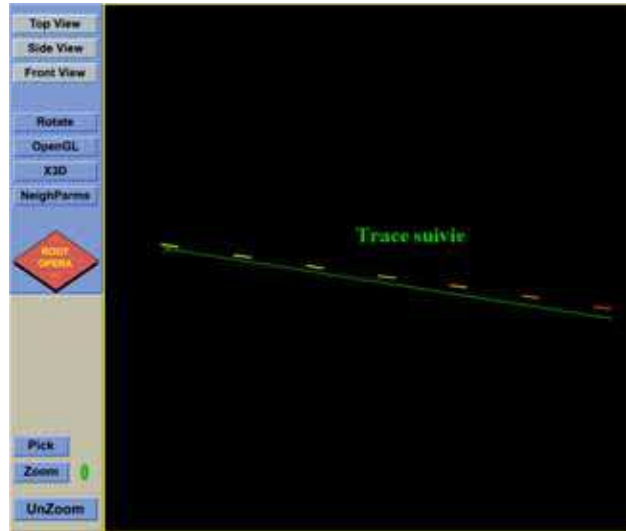 Top View
Side View
Front View
Rotate
OpenGL
X3D
NeighParms
ROOT
OPERA
Trace suivie
Pick
Zoom
UnZoom